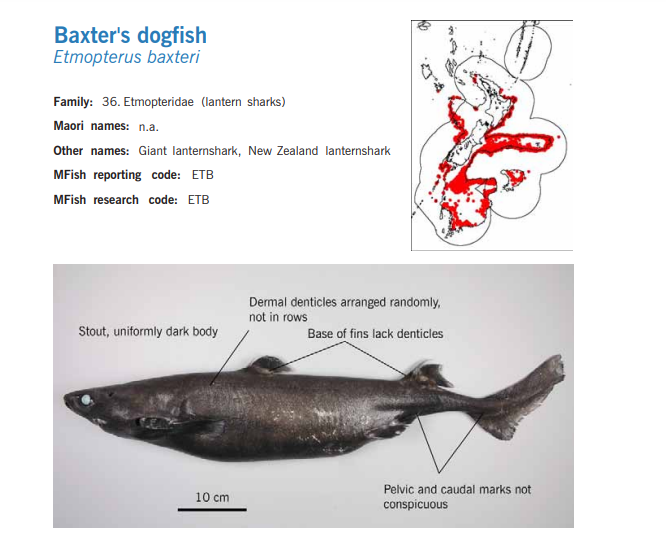 Baxter's dogfish
Etmopterus baxteri
Family: 36. Etmopteridae (lantern sharks)
Maori names: n.a.
Other names: Giant lanternshark, New Zealand lanternshark
MFish reporting code: ETB
MFish research code: ETB
Dermal denticles arranged randomly,
not in rows
Stout, uniformly dark body
Base of fins lack denticles
10 cm
Pelvic and caudal marks not
conspicuous